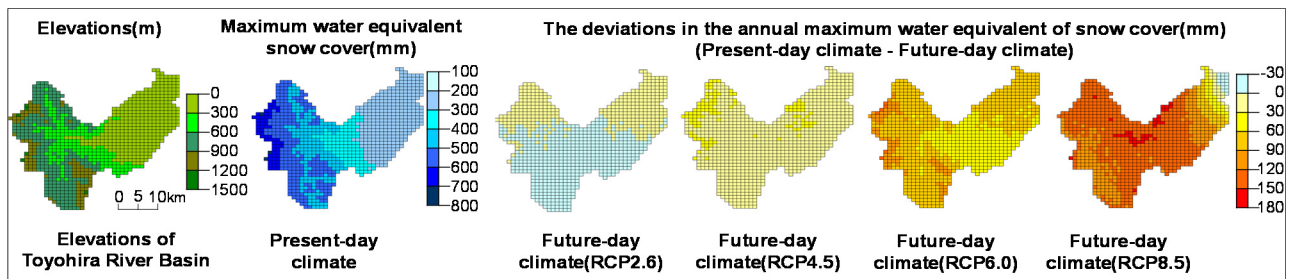 Elevations(m)
0
300
600
900
1200
1500
0 5 10km
Elevations of
Toyohira River Basin
Maximum water equivalent
snow cover(mm)
100
200
300
400
500
600
700
800
Present-day
climate
The deviations in the annual maximum water equivalent of snow cover(mm)
(Present-day climate - Future-day climate)
Future-day
climate(RCP2.6)
Future-day
climate(RCP4.5)
Future-day
climate(RCP6.0)
Future-day
climate(RCP8.5)
-30
0
30
60
90
120
150
180